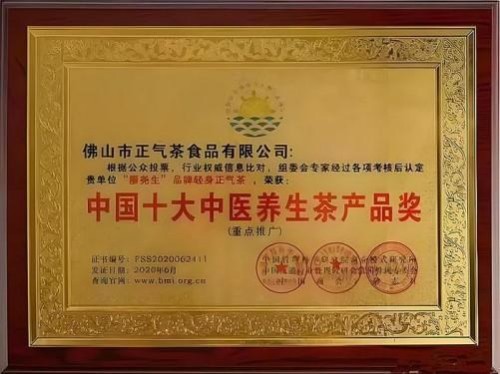 佛山市正气茶食品有限公司:
根据公众投票、行业权威信息比对,组委会专家经过各项考核后认定
贵单位"圈尧生"品牌轻身正气茶,荣获:
中国十大中医养生茶产品奖
(重点推广)
证书编号:FSS2020062411
发证日期:2020年6月
查询官网:www.bmi.org.cn